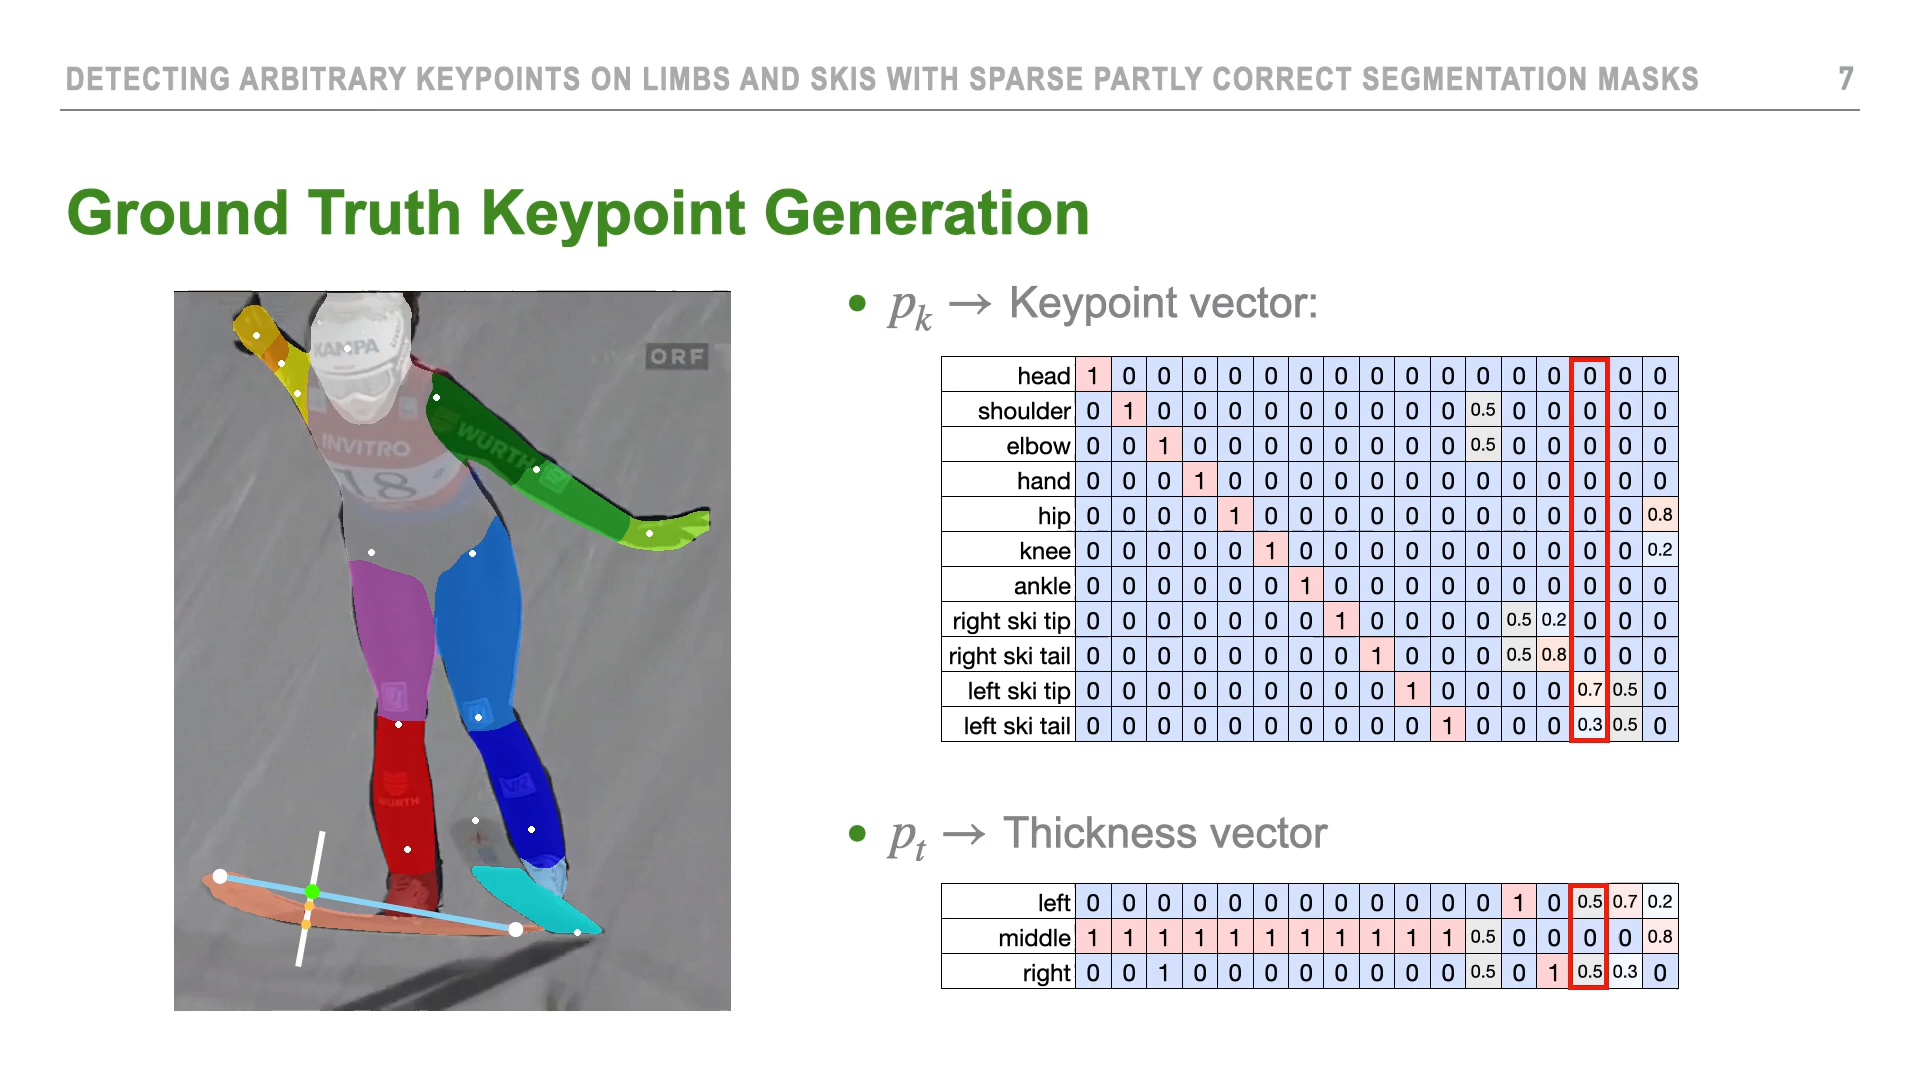 DETECTING ARBITRARY KEYPOINTS ON LIMBS AND SKIS WITH SPARSE PARTLY CORRECT SEGMENTATION MASKS 7
Ground Truth Keypoint Generation
KAMPA
ORF
INVITRO
WÜRTH
18
WÜRTH
• pₖ → Keypoint vector:
head 1 0 0 0 0 0 0 0 0 0 0 0 0 0 0 0 0
shoulder 0 1 0 0 0 0 0 0 0 0 0 0.5 0 0 0 0 0
elbow 0 0 1 0 0 0 0 0 0 0 0 0.5 0 0 0 0 0
hand 0 0 0 1 0 0 0 0 0 0 0 0 0 0 0 0 0
hip 0 0 0 0 1 0 0 0 0 0 0 0 0 0 0 0 0.8
knee 0 0 0 0 0 1 0 0 0 0 0 0 0 0 0 0 0.2
ankle 0 0 0 0 0 0 1 0 0 0 0 0 0 0 0 0 0
right ski tip 0 0 0 0 0 0 0 1 0 0 0 0 0.5 0.2 0 0 0
right ski tail 0 0 0 0 0 0 0 0 1 0 0 0 0.5 0.8 0 0 0
left ski tip 0 0 0 0 0 0 0 0 0 1 0 0 0 0 0.7 0.5 0
left ski tail 0 0 0 0 0 0 0 0 0 0 1 0 0 0 0.3 0.5 0
• pₜ → Thickness vector
left 0 0 0 0 0 0 0 0 0 0 0 0 1 0 0.5 0.7 0.2
middle 1 1 1 1 1 1 1 1 1 1 1 0.5 0 0 0 0 0.8
right 0 0 1 0 0 0 0 0 0 0 0 0.5 0 1 0.5 0.3 0